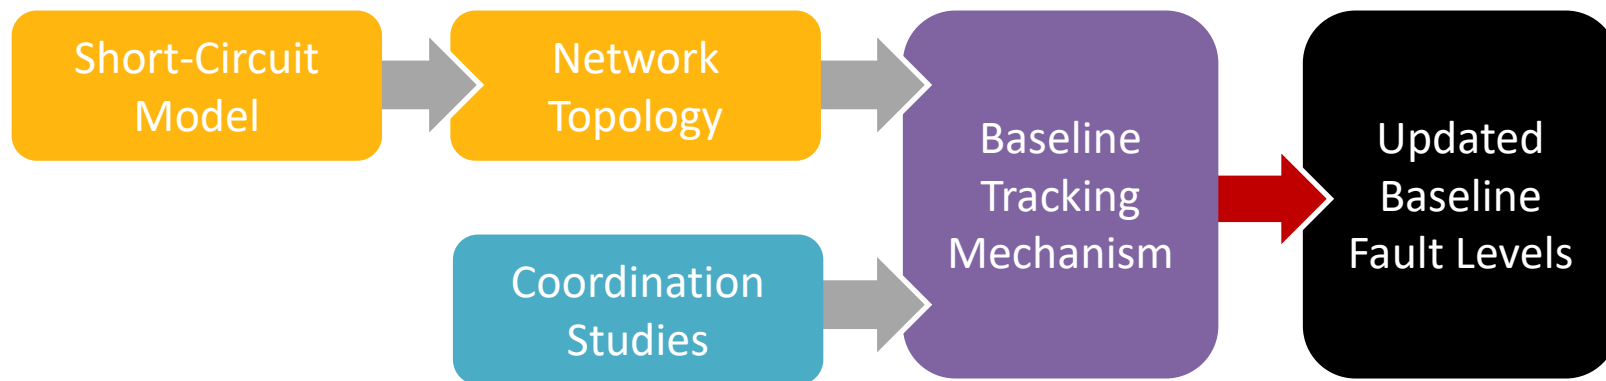 Short-Circuit
Model
Network
Topology
Coordination
Studies
Baseline
Tracking
Mechanism
Updated
Baseline
Fault Levels